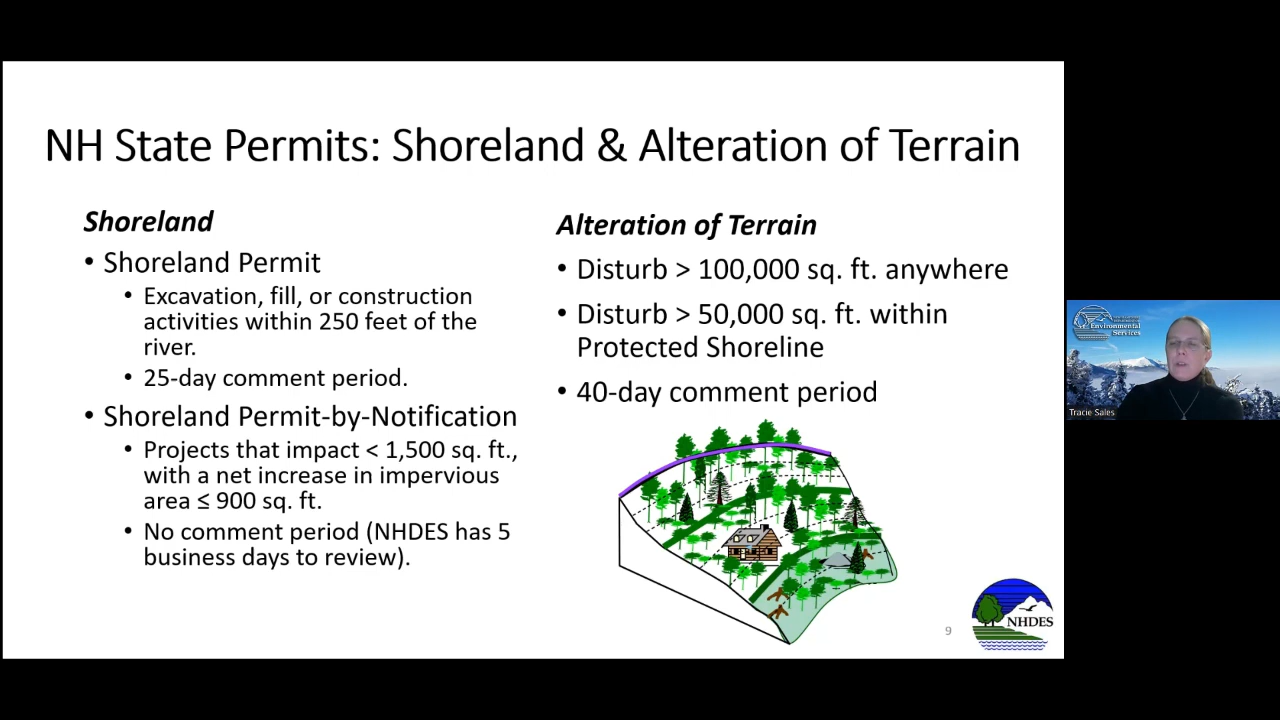 NH State Permits: Shoreland & Alteration of Terrain
Shoreland
• Shoreland Permit
• Excavation, fill, or construction
activities within 250 feet of the
river.
• 25-day comment period.
• Shoreland Permit-by-Notification
• Projects that impact < 1,500 sq. ft.,
with a net increase in impervious
area ≤ 900 sq. ft.
• No comment period (NHDES has 5
business days to review).
Alteration of Terrain
• Disturb > 100,000 sq. ft. anywhere
• Disturb > 50,000 sq. ft. within
Protected Shoreline
• 40-day comment period
9
NHDES
Environmental
Services
Tracie Sales